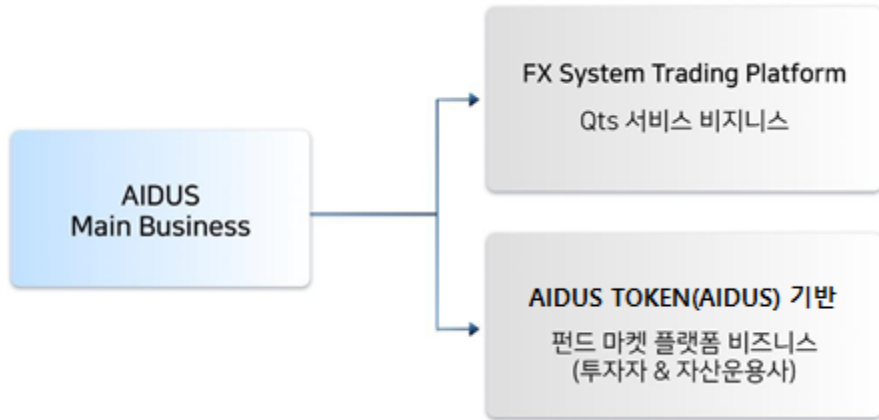 AIDUS
Main Business
FX System Trading Platform
Qts 서비스 비지니스
AIDUS TOKEN(AIDUS) 기반
펀드 마켓 플랫폼 비즈니스
(투자자 & 자산운용사)